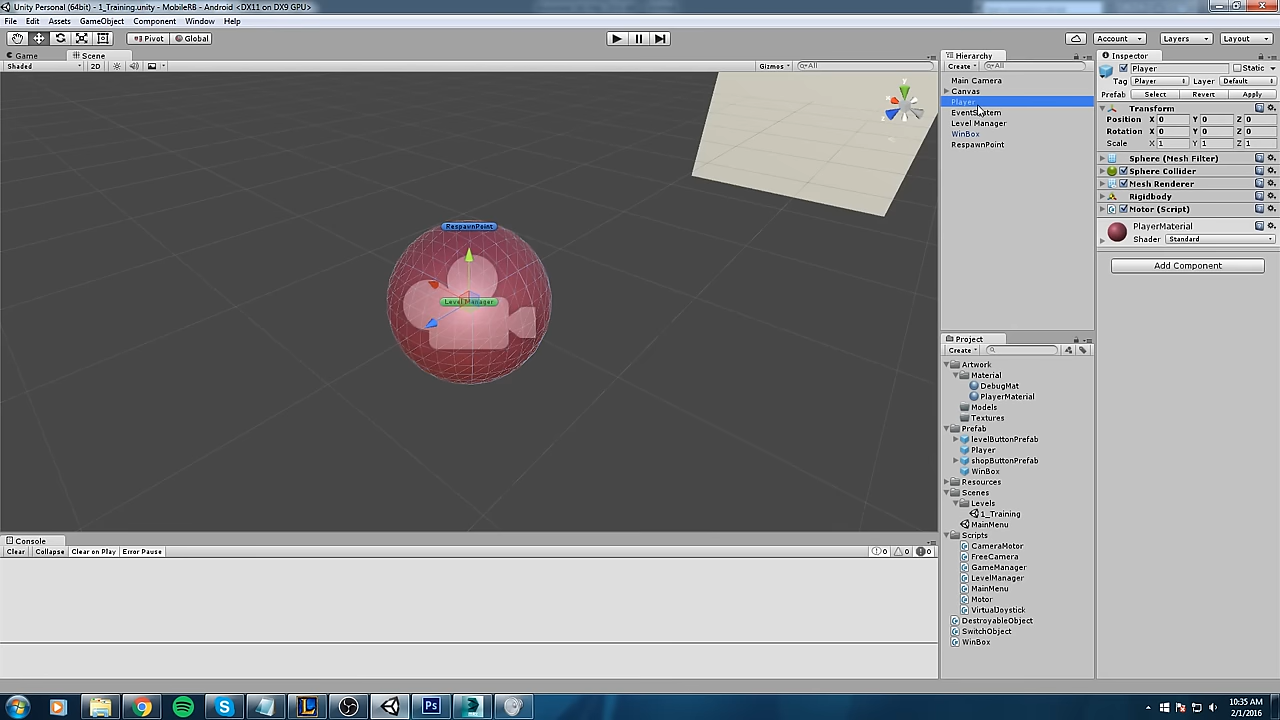 Unity Personal (64bit) - 1_Training.unity - MobileRB - Android <DX11 on DX9 GPU>
File Edit Assets GameObject Component Window Help
Pivot Global Account Layers Layout
Game Scene
Shaded 2D Gizmos All
RespawnPoint
Level Manager
y
Console
Clear Collapse Clear on Play Error Pause 0 0 0
Hierarchy
Create All
Main Camera
Canvas
Player
EventSystem
Level Manager
WinBox
RespawnPoint
Project
Create
Artwork
Material
DebugMat
PlayerMaterial
Models
Textures
Prefab
levelButtonPrefab
Player
shopButtonPrefab
WinBox
Resources
Scenes
Levels
1_Training
MainMenu
Scripts
CameraMotor
FreeCamera
GameManager
LevelManager
MainMenu
Motor
VirtualJoystick
DestroyableObject
SwitchObject
WinBox
Inspector
Player Static
Tag Player Layer Default
Prefab Select Revert Apply
Transform
Position X 0 Y 0 Z 0
Rotation X 0 Y 0 Z 0
Scale X 1 Y 1 Z 1
Sphere (Mesh Filter)
Sphere Collider
Mesh Renderer
Rigidbody
Motor (Script)
PlayerMaterial
Shader Standard
Add Component
Ps
10:35 AM
2/1/2016